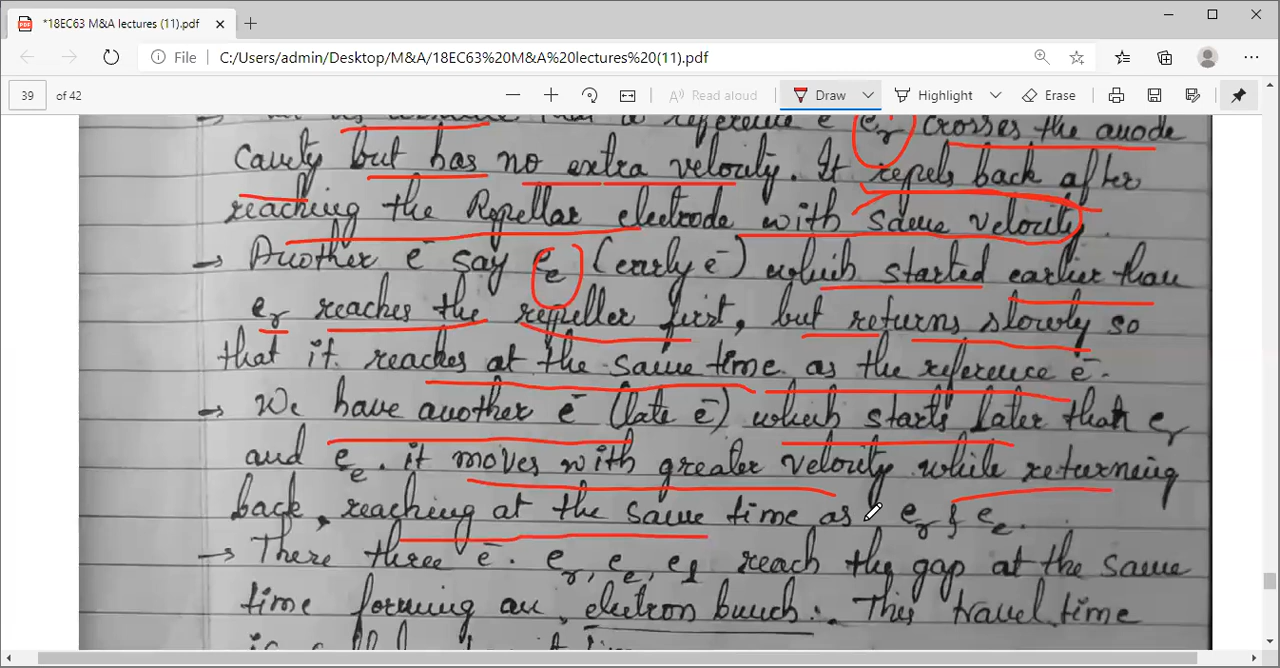 *18EC63 M&A lectures (11).pdf
File C:/Users/admin/Desktop/M&A/18EC63%20M&A%20lectures%20(11).pdf
39 of 42 Read aloud Draw Highlight Erase
that a reference e⁻ er crosses the anode
cavety but has no extra velocity. It repels back after
reaching the Repellar electrode with same velocity.
→ Another e⁻ say ee (early e⁻) which started earlier than
er reaches the repeller first, but returns slowly so
that it reaches at the same time as the reference e⁻.
→ We have another e⁻ (late e⁻) which starts later than er
and ee. it moves with greater velocity while returning
back, reaching at the same time as er & ee.
→ There three e⁻. er, ee, el reach the gap at the same
time forming an electron bunch. This travel time